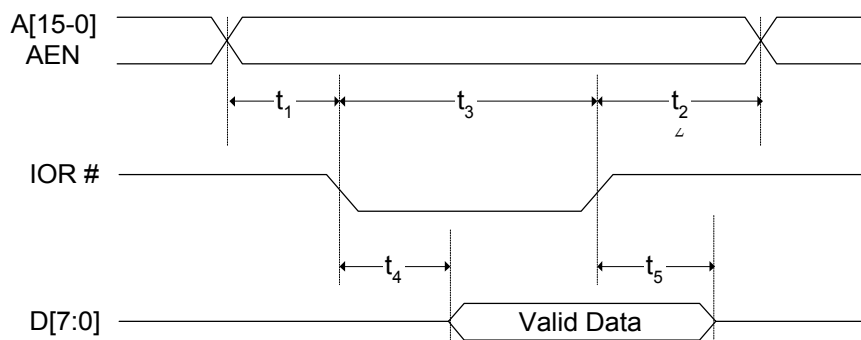 A[15-0]
AEN
t1
t3
t2
IOR #
t4
t5
D[7:0]
Valid Data